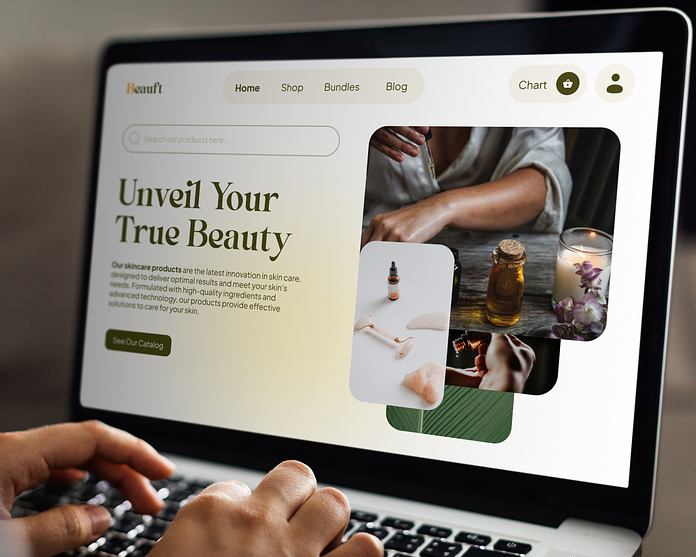 Beauft
Home
Shop
Bundles
Blog
Chart
Search our products here...
Unveil Your
True Beauty
Our skincare products are the latest innovation in skin care,
designed to deliver optimal results and meet your skin's
needs. Formulated with high-quality ingredients and
advanced technology, our products provide effective
solutions to care for your skin.
See Our Catalog